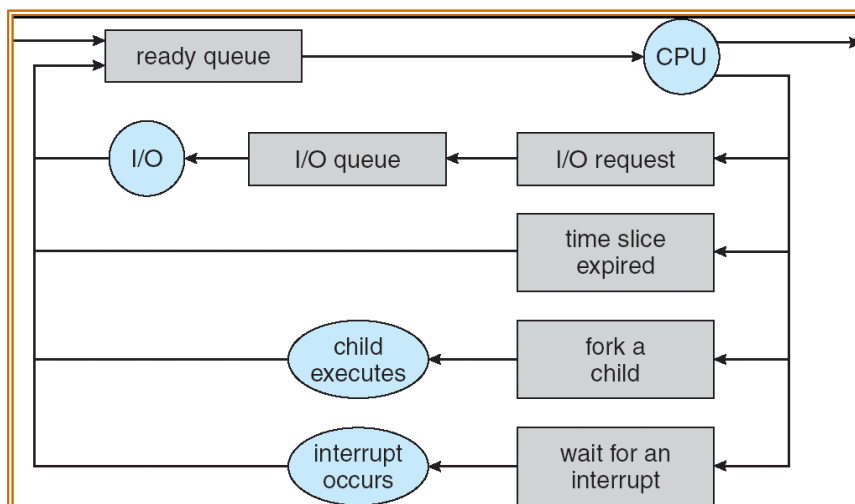 ready queue
CPU
I/O
I/O queue
I/O request
time slice
expired
child
executes
fork a
child
interrupt
occurs
wait for an
interrupt